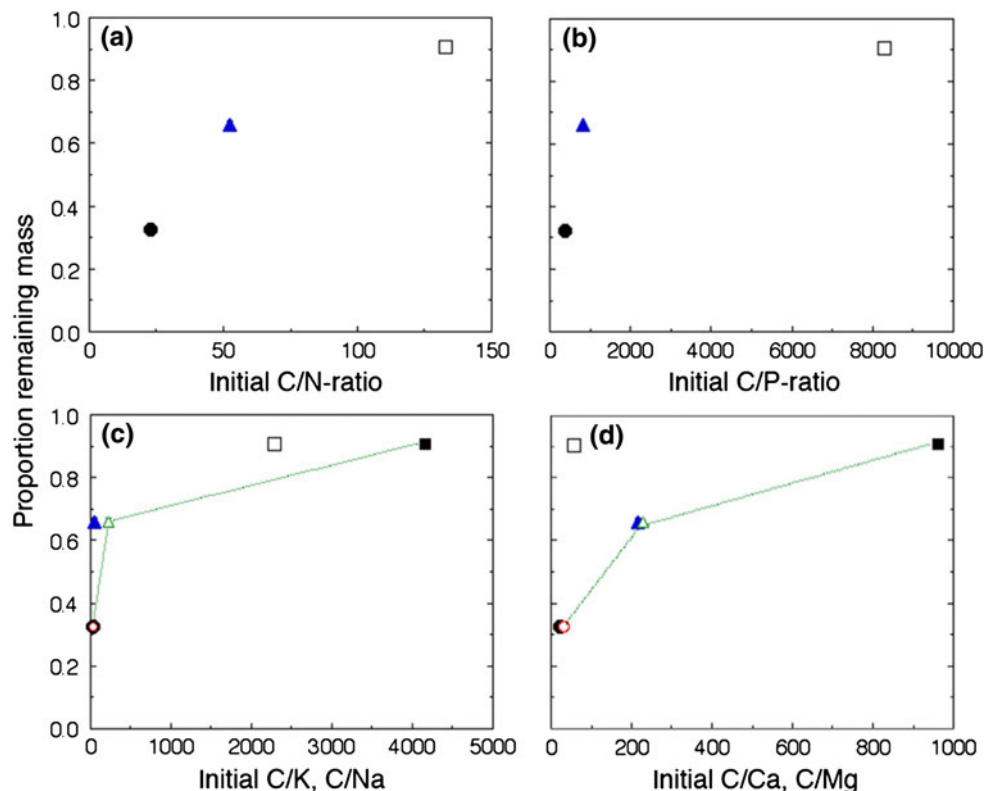 (a)
(b)
1.0
0.8
0.6
0.4
0.2
0.0
0 50 100 150
0 2000 4000 6000 8000 10000
Initial C/N-ratio
Initial C/P-ratio
Proportion remaining mass
(c)
(d)
1.0
0.8
0.6
0.4
0.2
0.0
0 1000 2000 3000 4000 5000
0 200 400 600 800 1000
Initial C/K, C/Na
Initial C/Ca, C/Mg